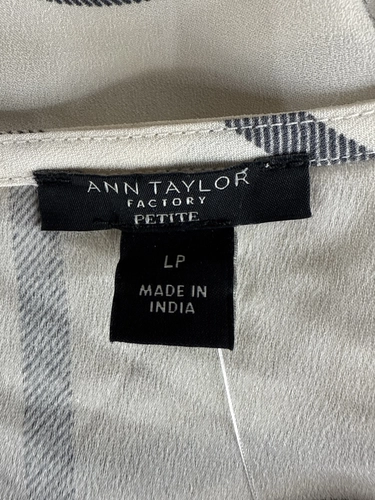 ANN TAYLOR
FACTORY
PETITE
LP
MADE IN
INDIA